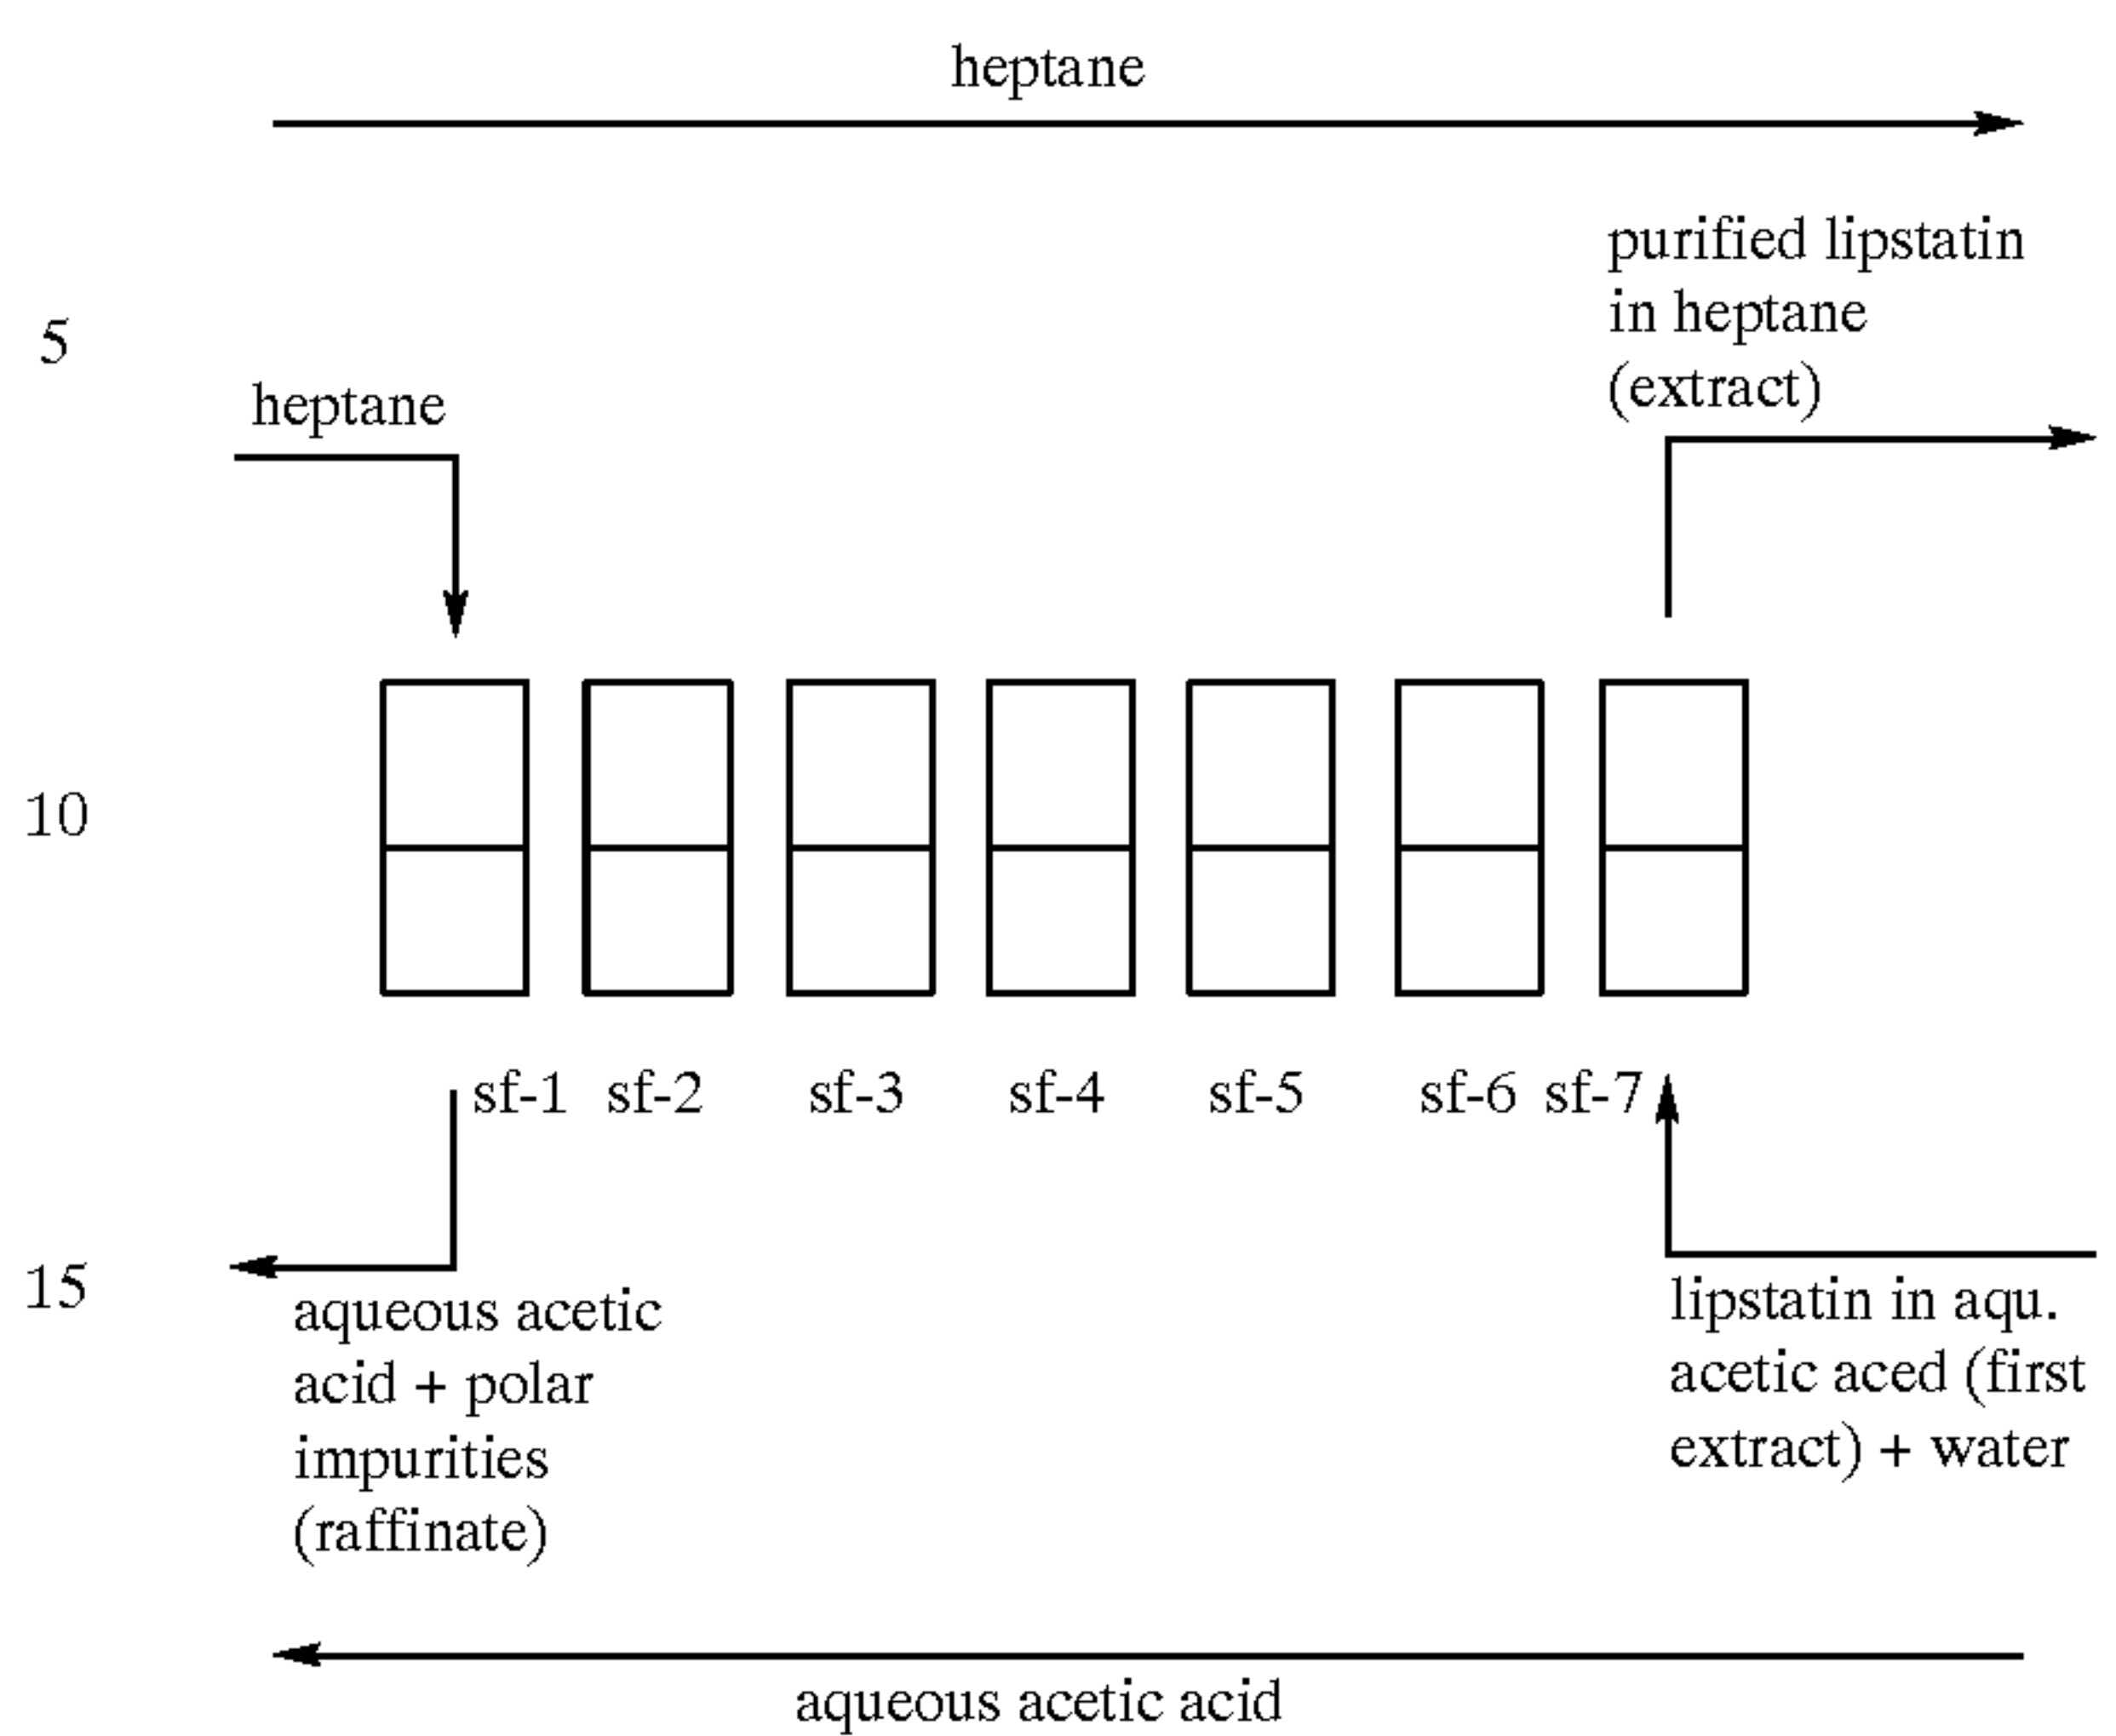 heptane
purified lipstatin
in heptane
(extract)
5
heptane
10
sf-1 sf-2 sf-3 sf-4 sf-5 sf-6 sf-7
15
aqueous acetic
acid + polar
impurities
(raffinate)
lipstatin in aqu.
acetic aced (first
extract) + water
aqueous acetic acid